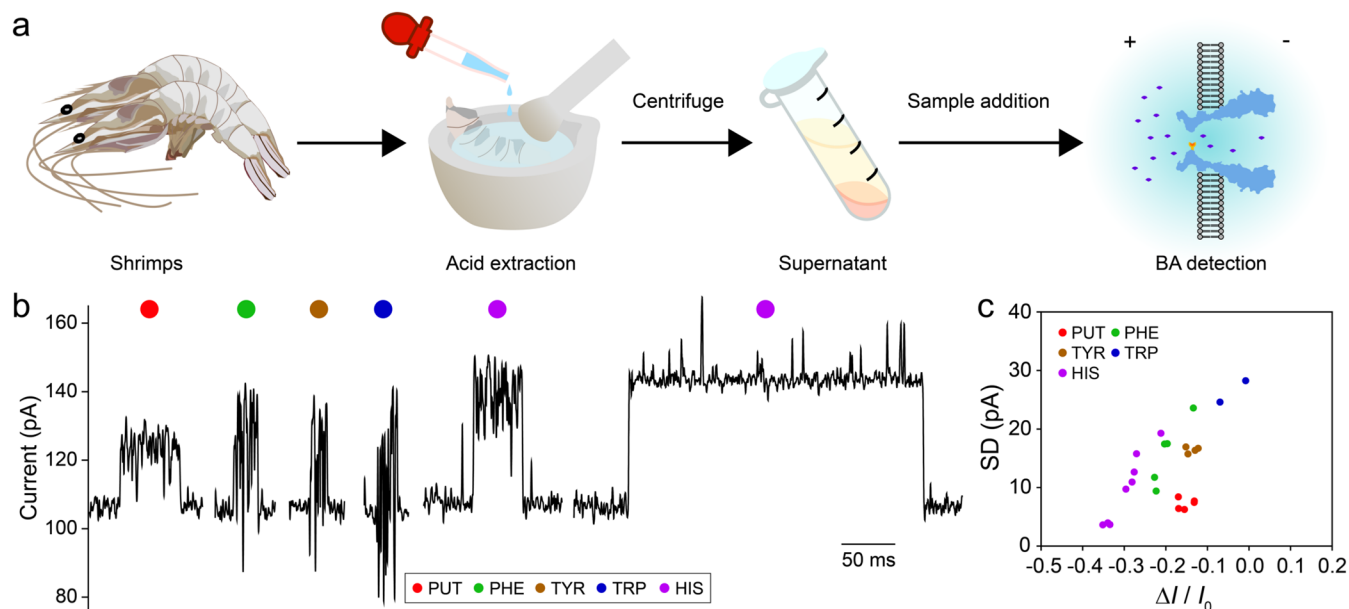 a
+ -
Centrifuge
Sample addition
Shrimps
Acid extraction
Supernatant
BA detection
b
Current (pA)
160
140
120
100
80
50 ms
PUT PHE TYR TRP HIS
c
SD (pA)
40
30
20
10
0
PUT PHE
TYR TRP
HIS
-0.5 -0.4 -0.3 -0.2 -0.1 0.0 0.1 0.2
ΔI / I₀